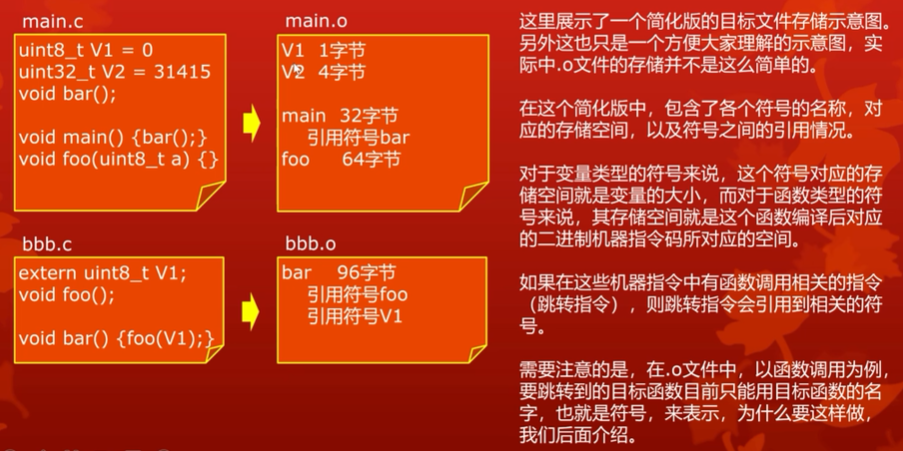 main.c
uint8_t V1 = 0
uint32_t V2 = 31415
void bar();
void main() {bar();}
void foo(uint8_t a) {}
main.o
V1 1字节
V2 4字节
main 32字节
引用符号bar
foo 64字节
bbb.c
extern uint8_t V1;
void foo();
void bar() {foo(V1);}
bbb.o
bar 96字节
引用符号foo
引用符号V1
这里展示了一个简化版的目标文件存储示意图。
另外这也只是一个方便大家理解的示意图，实
际中.o文件的存储并不是这么简单的。
在这个简化版中，包含了各个符号的名称，对
应的存储空间，以及符号之间的引用情况。
对于变量类型的符号来说，这个符号对应的存
储空间就是变量的大小，而对于函数类型的符
号来说，其存储空间就是这个函数编译后对应
的二进制机器指令码所对应的空间。
如果在这些机器指令中有函数调用相关的指令
（跳转指令），则跳转指令会引用到相关的符
号。
需要注意的是，在.o文件中，以函数调用为例，
要跳转到的目标函数目前只能用目标函数的名
字，也就是符号，来表示，为什么要这样做，
我们后面介绍。